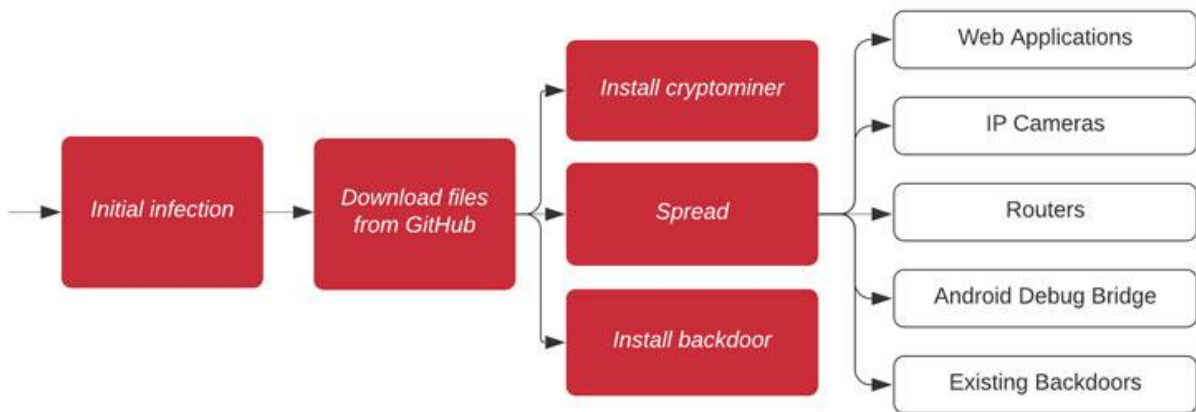 Initial infection
Download files
from GitHub
Install cryptominer
Spread
Install backdoor
Web Applications
IP Cameras
Routers
Android Debug Bridge
Existing Backdoors